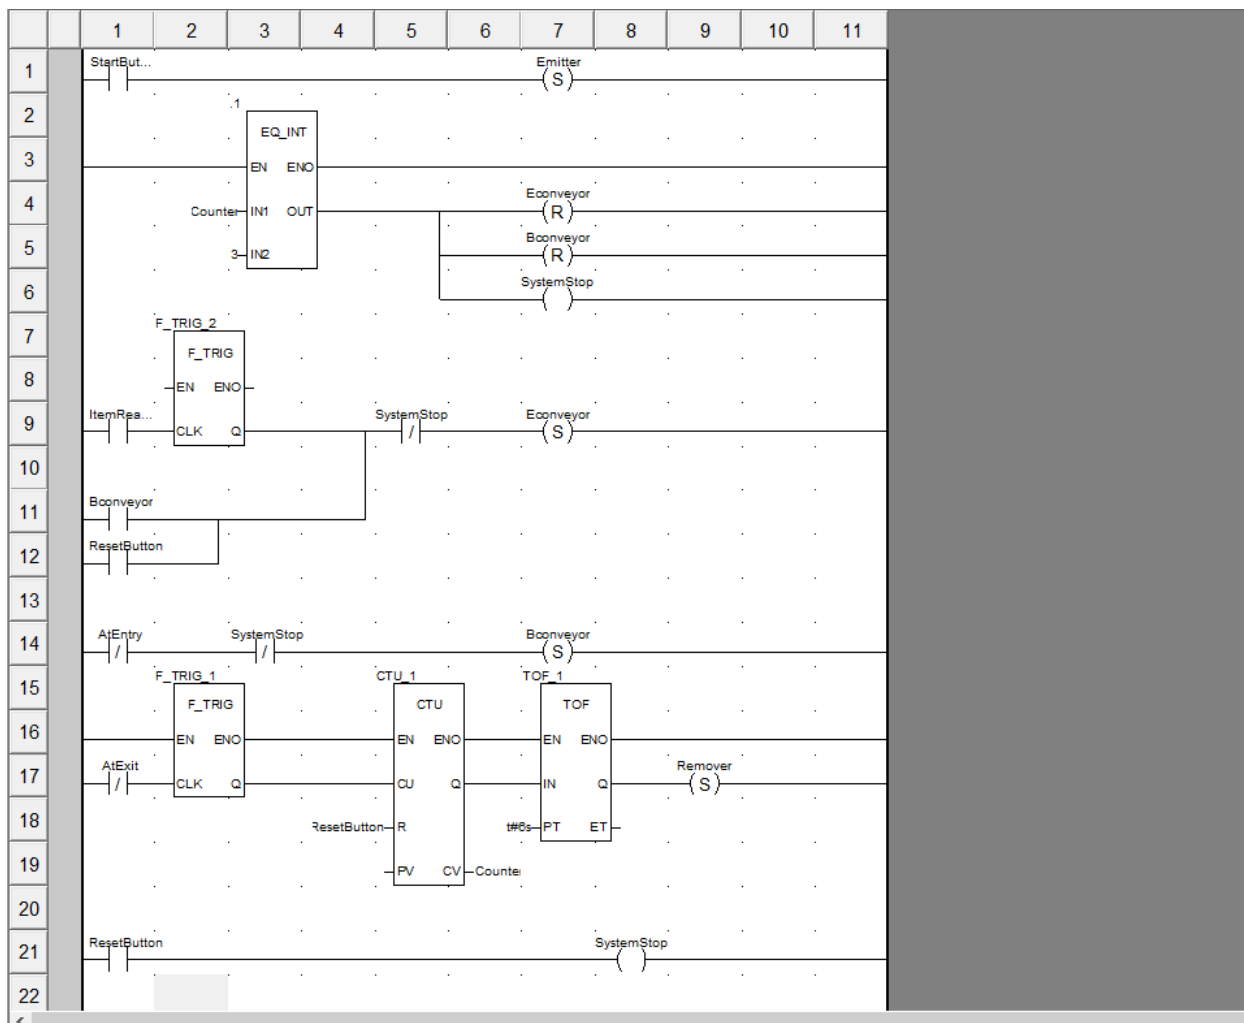 1 2 3 4 5 6 7 8 9 10 11
1
StartBut... Emitter
S
2
.1
EQ_INT
3
EN ENO
4
Econveyor
Counter IN1 OUT R
5
Bconveyor
3 IN2 R
6
SystemStop
7
F_TRIG_2
F_TRIG
8
EN ENO
9
ItemRea... SystemStop Econveyor
CLK Q / S
10
11
Bconveyor
12
ResetButton
13
14
AtEntry SystemStop Bconveyor
/ / S
15
F_TRIG_1 CTU_1 TOF_1
F_TRIG CTU TOF
16
EN ENO EN ENO EN ENO
17
AtExit Remover
/ CLK Q CU Q IN Q S
18
ResetButton R t#6s PT ET
19
PV CV Counter
20
21
ResetButton SystemStop
22